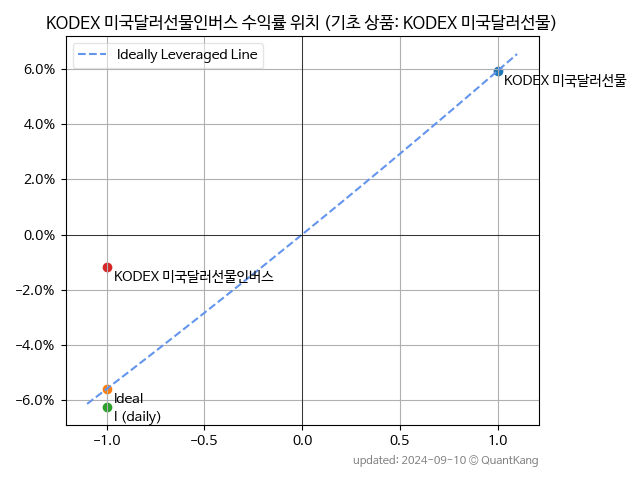 KODEX 미국달러선물인버스 수익률 위치 (기초 상품: KODEX 미국달러선물)
Ideally Leveraged Line
6.0%
KODEX 미국달러선물
4.0%
2.0%
0.0%
KODEX 미국달러선물인버스
-2.0%
-4.0%
-6.0%
Ideal
I (daily)
-1.0 -0.5 0.0 0.5 1.0
updated: 2024-09-10 © QuantKang